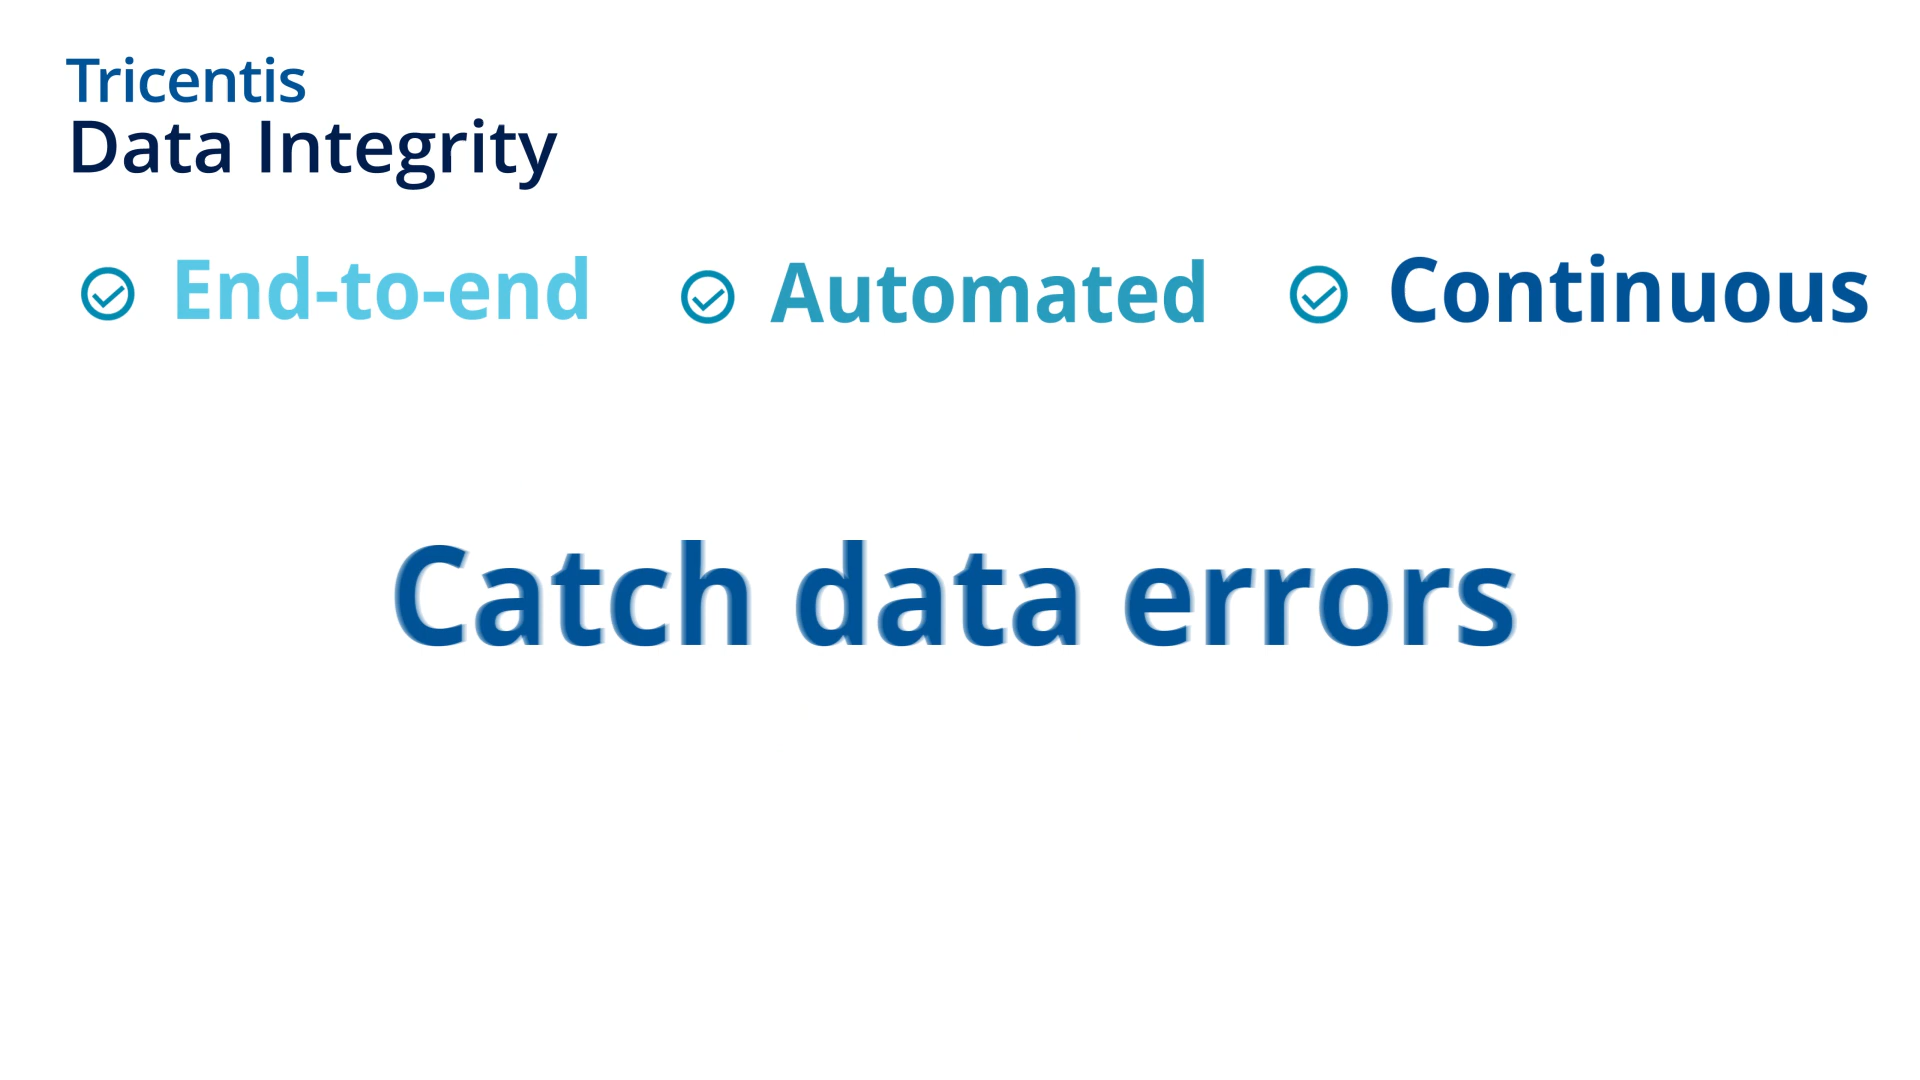 Tricentis
Data Integrity
End-to-end Automated Continuous
Catch data errors